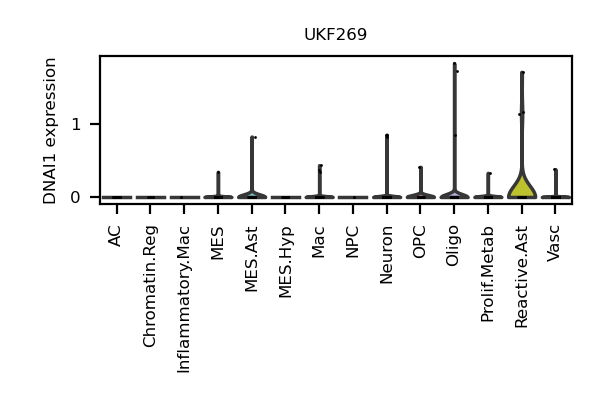 UKF269
DNAI1 expression
1
0
AC
Chromatin.Reg
Inflammatory.Mac
MES
MES.Ast
MES.Hyp
Mac
NPC
Neuron
OPC
Oligo
Prolif.Metab
Reactive.Ast
Vasc